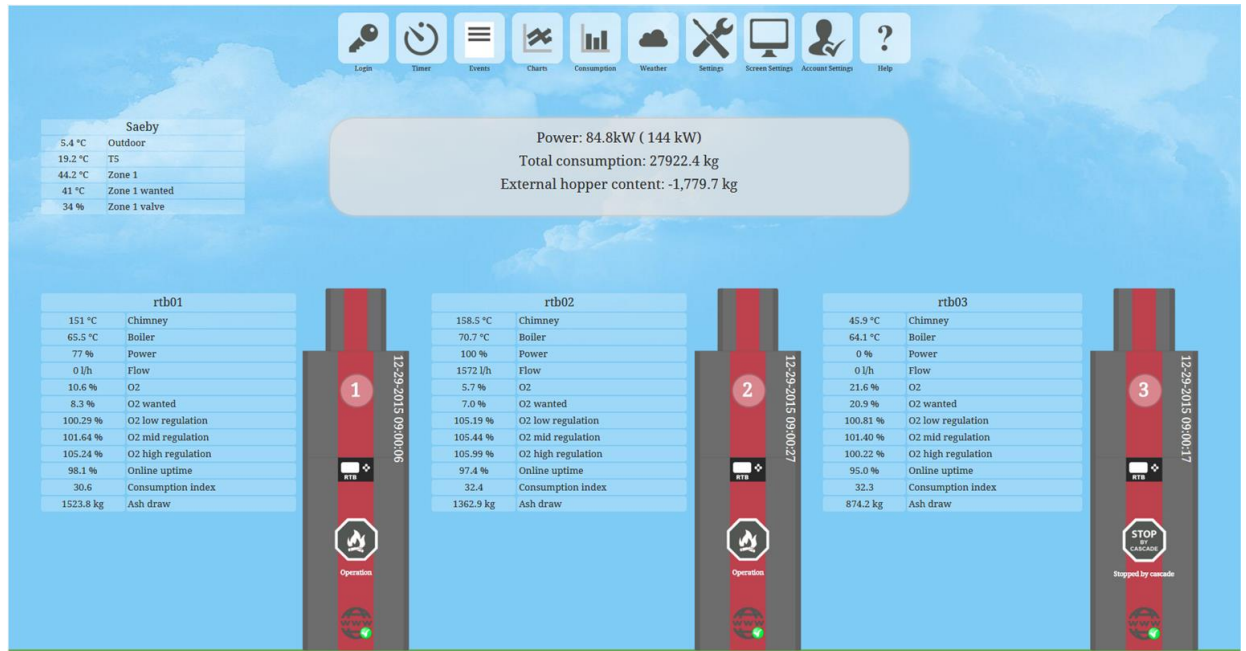 Login Timer Events Charts Consumption Weather Settings Screen Settings Account Settings Help
?
Saeby
5.4 °C Outdoor
19.2 °C T5
44.2 °C Zone 1
41 °C Zone 1 wanted
34 % Zone 1 valve
Power: 84.8kW ( 144 kW)
Total consumption: 27922.4 kg
External hopper content: -1,779.7 kg
rtb01
151 °C Chimney
65.5 °C Boiler
77 % Power
0 l/h Flow
10.6 % O2
8.3 % O2 wanted
100.29 % O2 low regulation
101.64 % O2 mid regulation
105.24 % O2 high regulation
98.1 % Online uptime
30.6 Consumption index
1523.8 kg Ash draw
1
12-29-2015 09:00:06
RTB
Operation
WWW
rtb02
158.5 °C Chimney
70.7 °C Boiler
100 % Power
1572 l/h Flow
5.7 % O2
7.0 % O2 wanted
105.19 % O2 low regulation
105.44 % O2 mid regulation
105.99 % O2 high regulation
97.4 % Online uptime
32.4 Consumption index
1362.9 kg Ash draw
2
12-29-2015 09:00:27
RTB
Operation
WWW
rtb03
45.9 °C Chimney
64.1 °C Boiler
0 % Power
0 l/h Flow
21.6 % O2
20.9 % O2 wanted
100.81 % O2 low regulation
101.40 % O2 mid regulation
100.22 % O2 high regulation
95.0 % Online uptime
32.3 Consumption index
874.2 kg Ash draw
3
12-29-2015 09:00:17
RTB
STOP
BY
CASCADE
Stopped by cascade
WWW